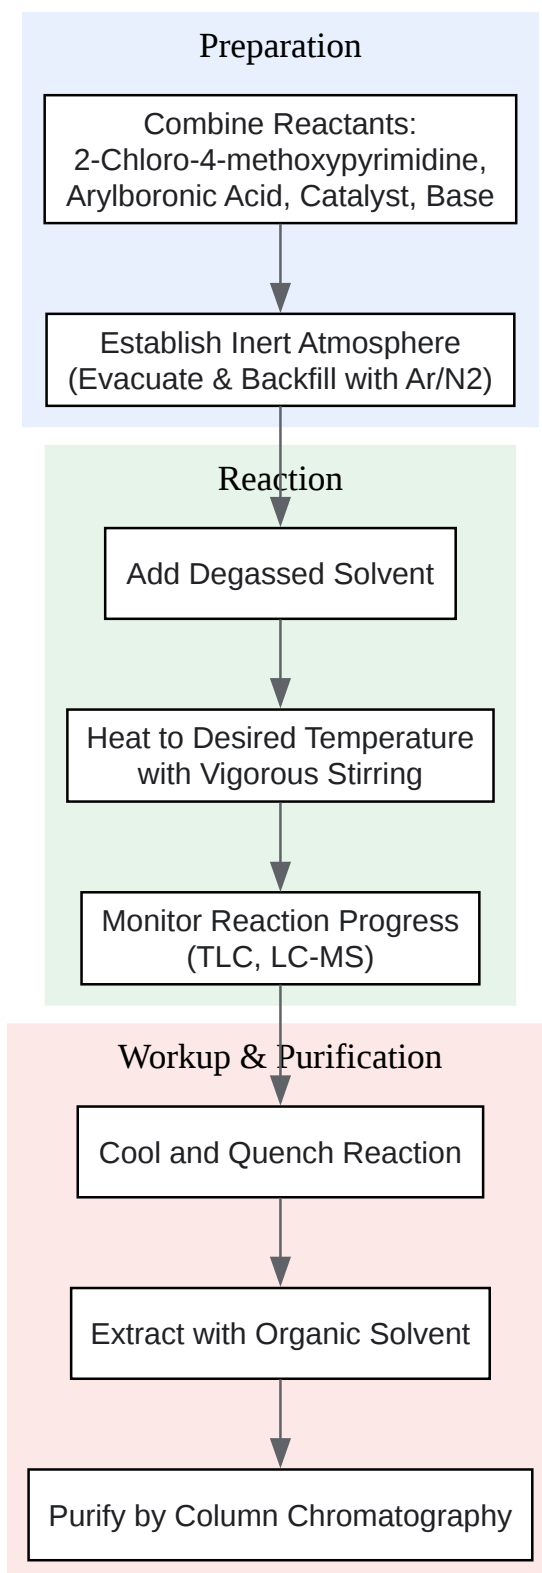 Preparation
Combine Reactants:
2-Chloro-4-methoxypyrimidine,
Arylboronic Acid, Catalyst, Base
Establish Inert Atmosphere
(Evacuate & Backfill with Ar/N2)
Reaction
Add Degassed Solvent
Heat to Desired Temperature
with Vigorous Stirring
Monitor Reaction Progress
(TLC, LC-MS)
Workup & Purification
Cool and Quench Reaction
Extract with Organic Solvent
Purify by Column Chromatography